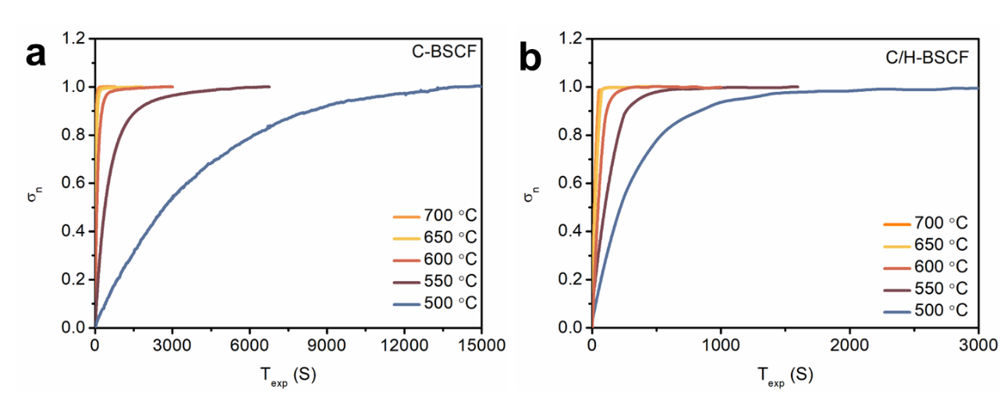 a
C-BSCF
1.2
1.0
0.8
0.6
0.4
0.2
0.0
σn
700 °C
650 °C
600 °C
550 °C
500 °C
0 3000 6000 9000 12000 15000
Texp (S)
b
C/H-BSCF
1.2
1.0
0.8
0.6
0.4
0.2
0.0
σn
700 °C
650 °C
600 °C
550 °C
500 °C
0 1000 2000 3000
Texp (S)